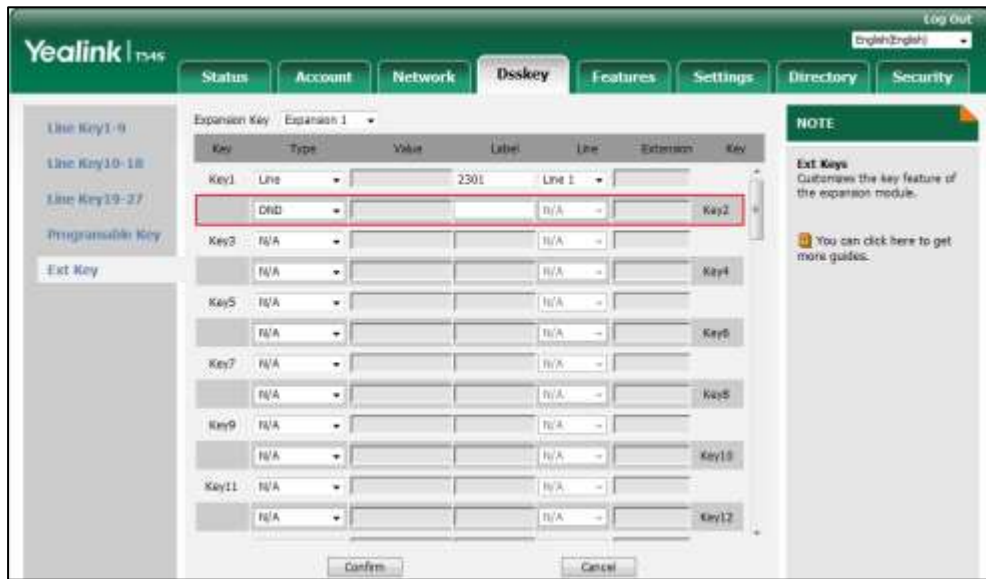 Log Out
Yealink T54S
English(English)
Status Account Network Dsskey Features Settings Directory Security
Line Key1-9
Line Key10-18
Line Key19-27
Programable Key
Ext Key
Expansion Key Expansion 1
Key Type Value Label Line Extension Key
Key1 Line 2301 Line 1
DND N/A Key2
Key3 N/A N/A
N/A N/A Key4
Key5 N/A N/A
N/A N/A Key6
Key7 N/A N/A
N/A N/A Key8
Key9 N/A N/A
N/A N/A Key10
Key11 N/A N/A
N/A N/A Key12
Confirm Cancel
NOTE
Ext Keys
Customizes the key feature of
the expansion module.
You can click here to get
more guides.